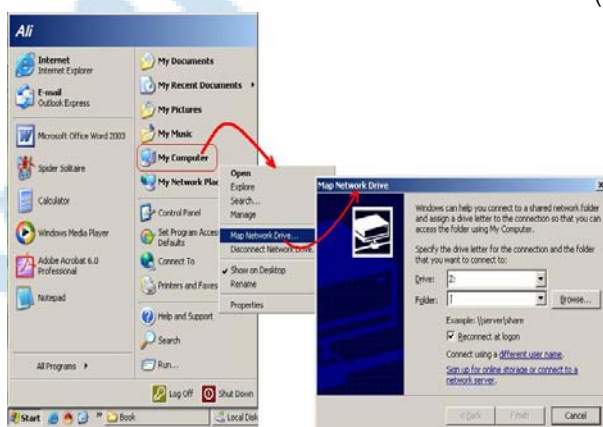 Ali
Internet
Internet Explorer
E-mail
Outlook Express
Microsoft Office Word 2003
Spider Solitaire
Calculator
Windows Media Player
Adobe Acrobat 6.0
Professional
Notepad
All Programs
My Documents
My Recent Documents
My Pictures
My Music
My Computer
My Network Plac
Control Panel
Set Program Access
Defaults
Connect To
Printers and Faxes
Help and Support
Search
Run...
Log Off
Shut Down
Start
Book
Local Disk
Open
Explore
Search...
Manage
Map Network Drive...
Disconnect Network Drive...
Show on Desktop
Rename
Properties
Map Network Drive
Windows can help you connect to a shared network folder
and assign a drive letter to the connection so that you can
access the folder using My Computer.
Specify the drive letter for the connection and the folder
that you want to connect to:
Drive: Z:
Folder: Browse...
Example: \\server\share
Reconnect at logon
Connect using a different user name.
Sign up for online storage or connect to a
network server.
< Back Finish Cancel